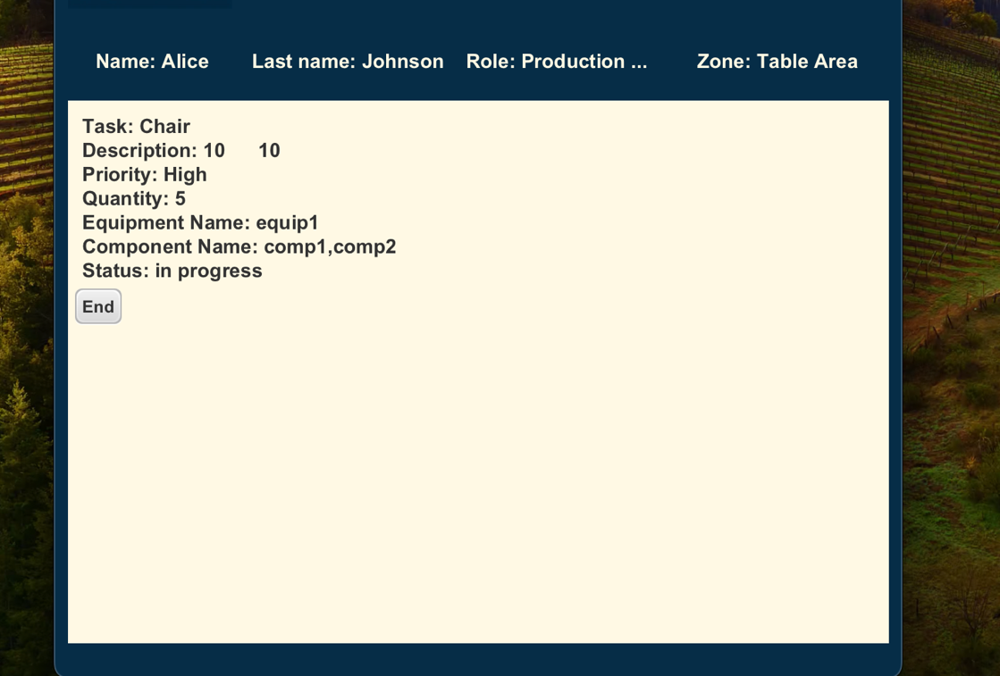 Name: Alice Last name: Johnson Role: Production ... Zone: Table Area
Task: Chair
Description: 10 10
Priority: High
Quantity: 5
Equipment Name: equip1
Component Name: comp1,comp2
Status: in progress
End